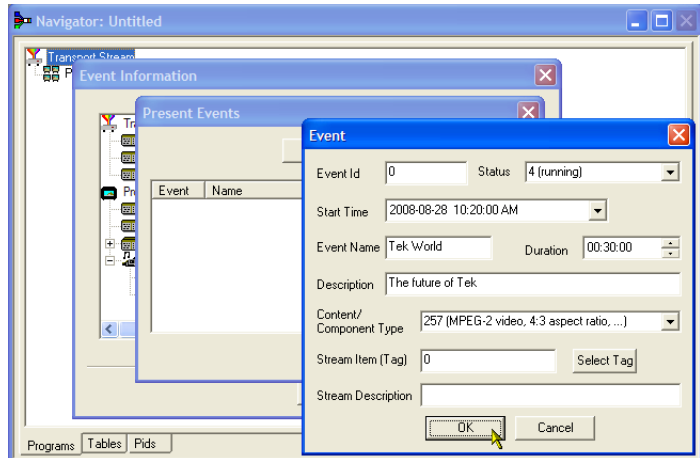 Navigator: Untitled
Transport Stream
P
Event Information
Tr
Pr
Present Events
Event Name
Event
Event Id 0 Status 4 (running)
Start Time 2008-08-28 10:20:00 AM
Event Name Tek World Duration 00:30:00
Description The future of Tek
Content/
Component Type 257 (MPEG-2 video, 4:3 aspect ratio, ...)
Stream Item (Tag) 0 Select Tag
Stream Description
OK Cancel
Programs Tables Pids